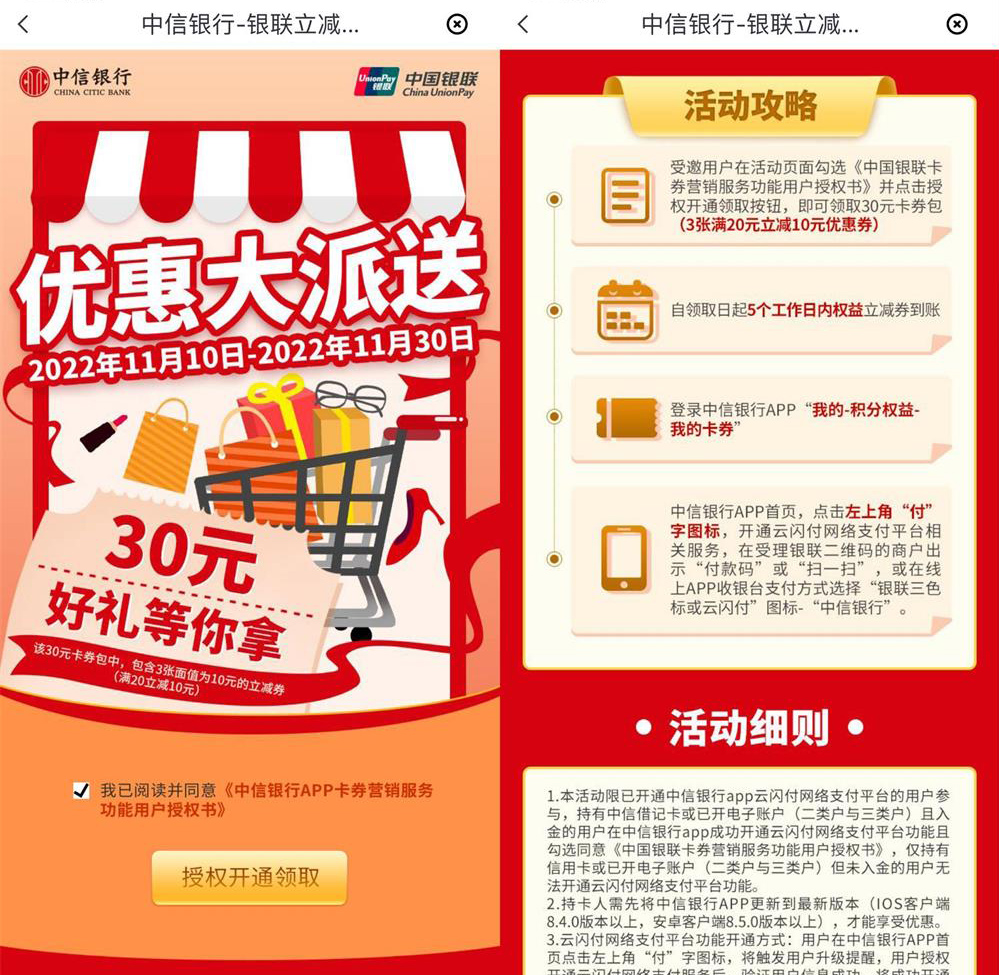 中信银行-银联立减...
中信银行
CHINA CITIC BANK
UnionPay
银联
中国银联
China UnionPay
优惠大派送
2022年11月10日-2022年11月30日
30元
好礼等你拿
该30元卡券包中，包含3张面值为10元的立减券
（满20立减10元）
我已阅读并同意《中信银行APP卡券营销服务
功能用户授权书》
授权开通领取
中信银行-银联立减...
活动攻略
受邀用户在活动页面勾选《中国银联卡
券营销服务功能用户授权书》并点击授
权开通领取按钮，即可领取30元卡券包
（3张满20元立减10元优惠券）
自领取日起5个工作日内权益立减券到账
登录中信银行APP“我的-积分权益-
我的卡券”
中信银行APP首页，点击左上角“付”
字图标，开通云闪付网络支付平台相
关服务，在受理银联二维码的商户出
示“付款码”或“扫一扫”，或在线
上APP收银台支付方式选择“银联三色
标或云闪付”图标-“中信银行”。
活动细则
1.本活动限已开通中信银行app云闪付网络支付平台的用户参
与，持有中信借记卡或已开电子账户（二类户与三类户）且入
金的用户在中信银行app成功开通云闪付网络支付平台功能且
勾选同意《中国银联卡券营销服务功能用户授权书》，仅持有
信用卡或已开电子账户（二类户与三类户）但未入金的用户无
法开通云闪付网络支付平台功能。
2.持卡人需先将中信银行APP更新到最新版本（IOS客户端
8.4.0版本以上，安卓客户端8.5.0版本以上），才能享受优惠。
3.云闪付网络支付平台功能开通方式：用户在中信银行APP首
页点击左上角“付”字图标，将触发用户升级提醒，用户授权
开通云闪付网络支付服务后，验证用户信息成功，将成功开通